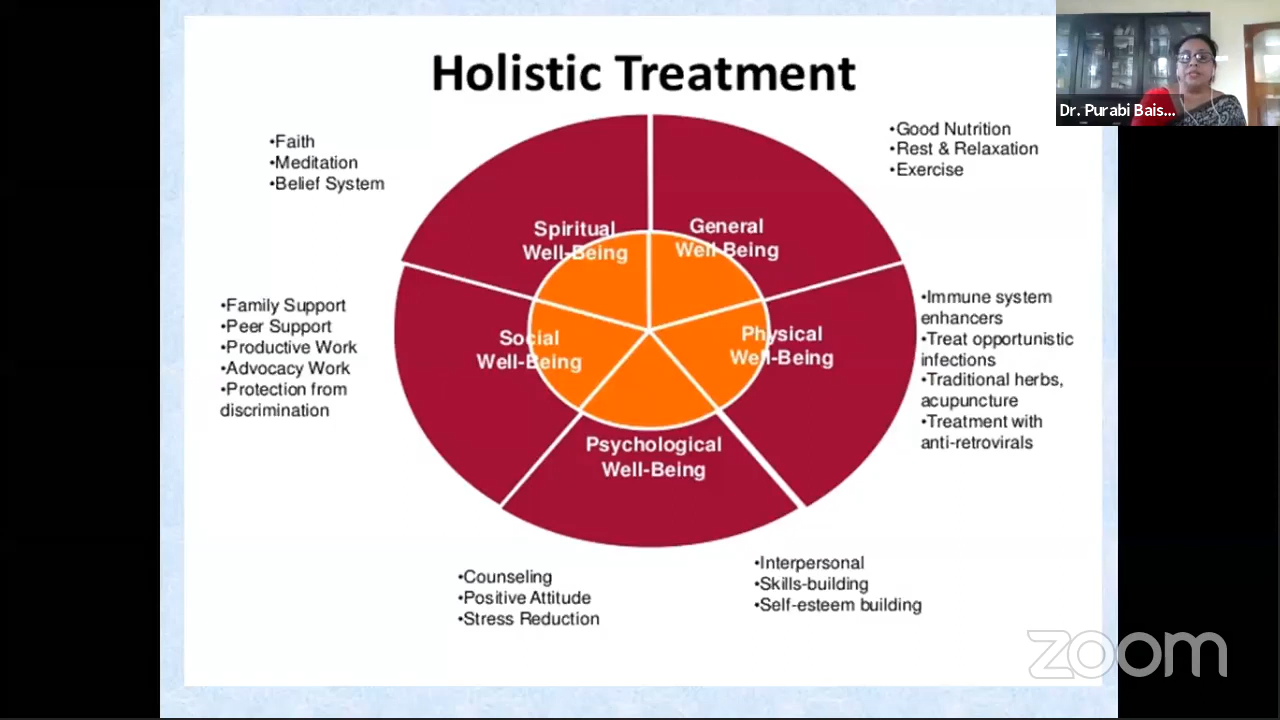 Holistic Treatment
Dr. Purabi Bais...
•Faith
•Meditation
•Belief System
•Good Nutrition
•Rest & Relaxation
•Exercise
Spiritual
Well-Being
General
Well-Being
•Family Support
•Peer Support
•Productive Work
•Advocacy Work
•Protection from
discrimination
Social
Well-Being
Physical
Well-Being
•Immune system
enhancers
•Treat opportunistic
infections
•Traditional herbs,
acupuncture
•Treatment with
anti-retrovirals
Psychological
Well-Being
•Counseling
•Positive Attitude
•Stress Reduction
•Interpersonal
•Skills-building
•Self-esteem building
zoom